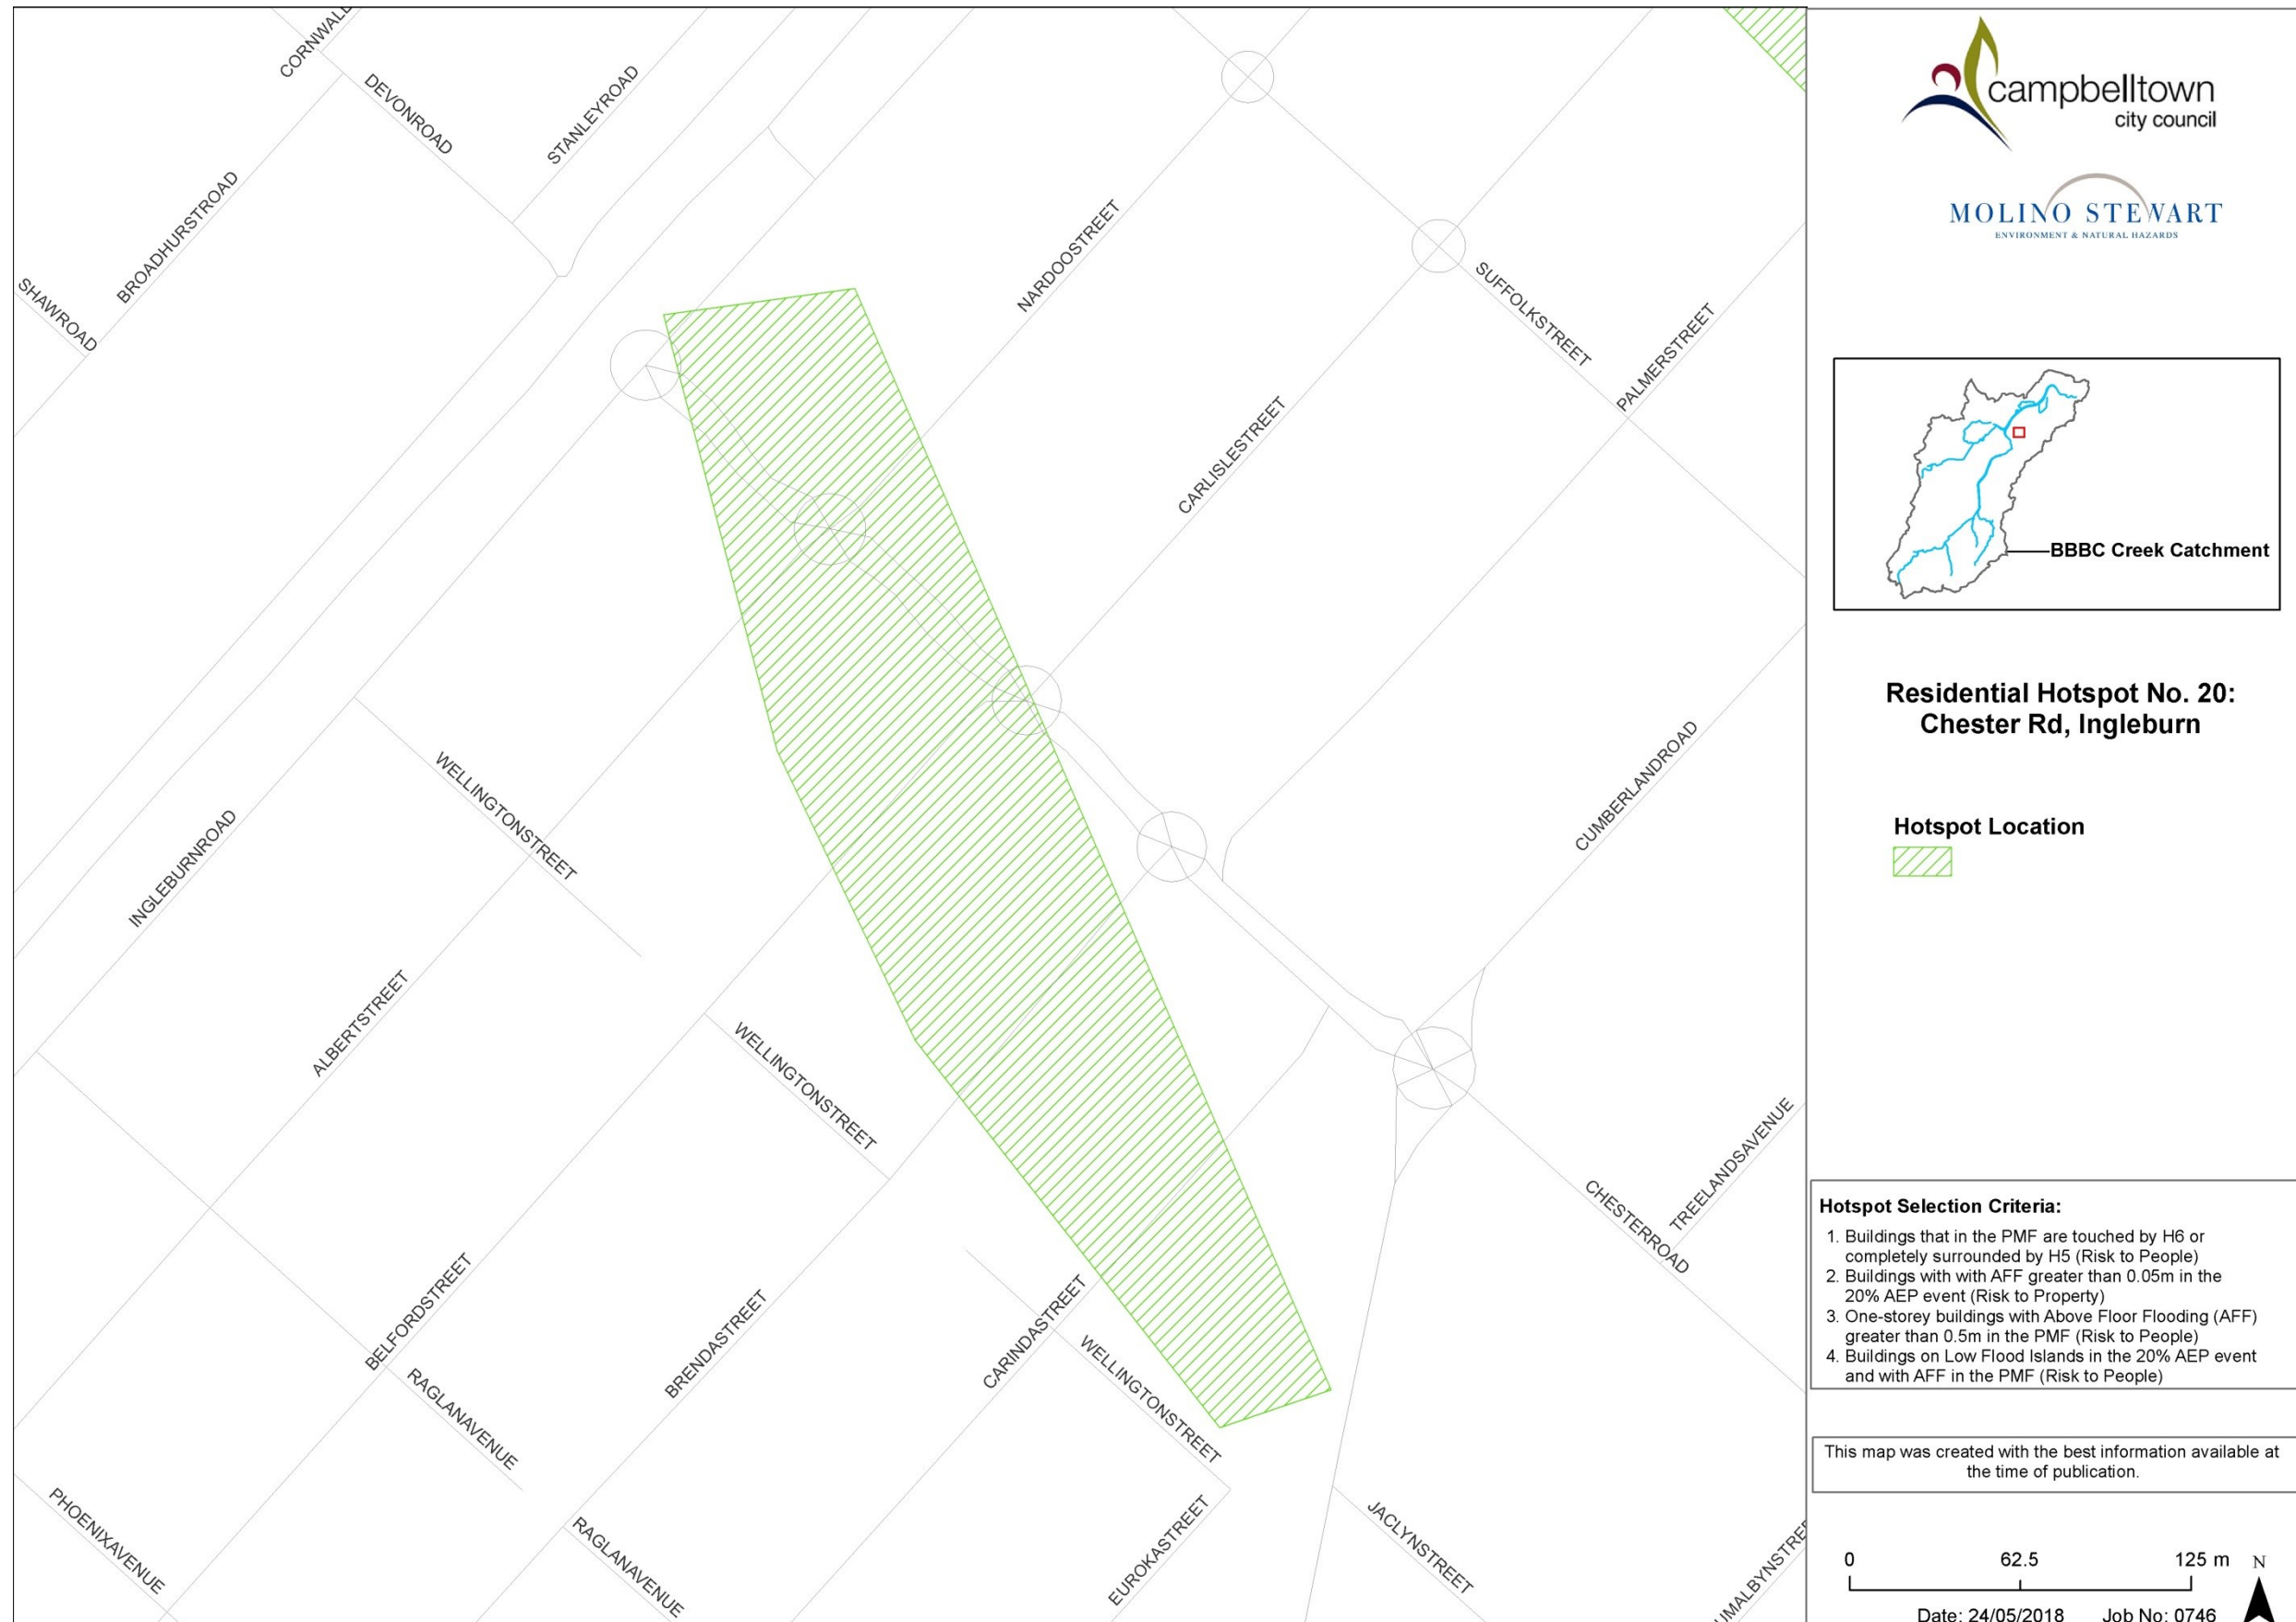 CORNWALL
DEVONROAD
STANLEYROAD
BROADHURSTROAD
SHAWROAD
NARDOOSTREET
SUFFOLKSTREET
PALMERSTREET
CARLISLESTREET
WELLINGTONSTREET
INGLEBURNROAD
CUMBERLANDROAD
ALBERTSTREET
WELLINGTONSTREET
TREELANDSAVENUE
CHESTERROAD
BELFORDSTREET
BRENDASTREET
CARINDASTREET
WELLINGTONSTREET
RAGLANAVENUE
PHOENIXAVENUE
RAGLANAVENUE
EUROKASTREET
JACLYNSTREET
campbelltown
city council
MOLINO STEWART
ENVIRONMENT & NATURAL HAZARDS
BBBC Creek Catchment
Residential Hotspot No. 20:
Chester Rd, Ingleburn
Hotspot Location
Hotspot Selection Criteria:
1. Buildings that in the PMF are touched by H6 or
completely surrounded by H5 (Risk to People)
2. Buildings with with AFF greater than 0.05m in the
20% AEP event (Risk to Property)
3. One-storey buildings with Above Floor Flooding (AFF)
greater than 0.5m in the PMF (Risk to People)
4. Buildings on Low Flood Islands in the 20% AEP event
and with AFF in the PMF (Risk to People)
This map was created with the best information available at
the time of publication.
0 62.5 125 m N
Date: 24/05/2018 Job No: 0746